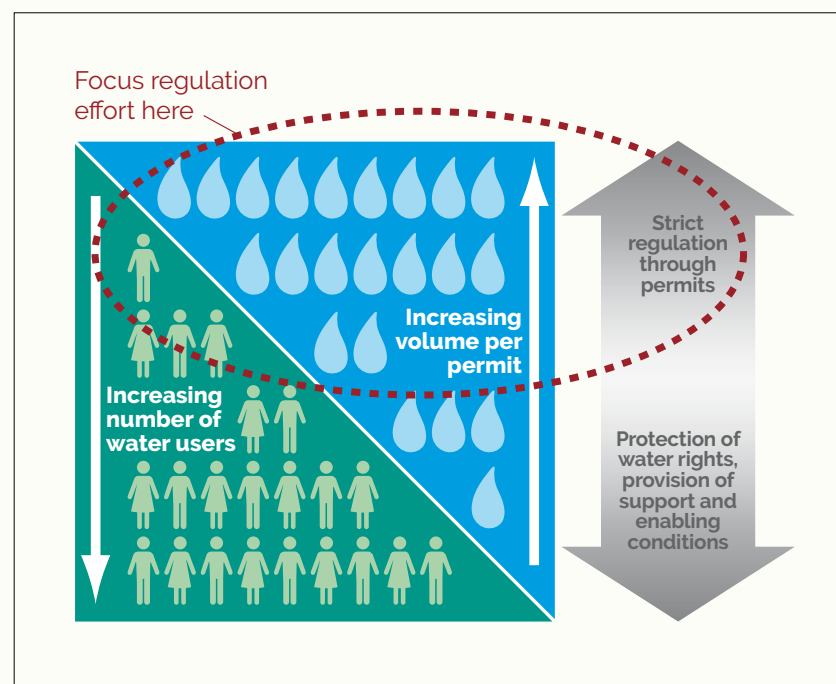 Focus regulation
effort here
Strict
regulation
through
permits
Increasing
volume per
permit
Increasing
number of
water users
Protection of
water rights,
provision of
support and
enabling
conditions